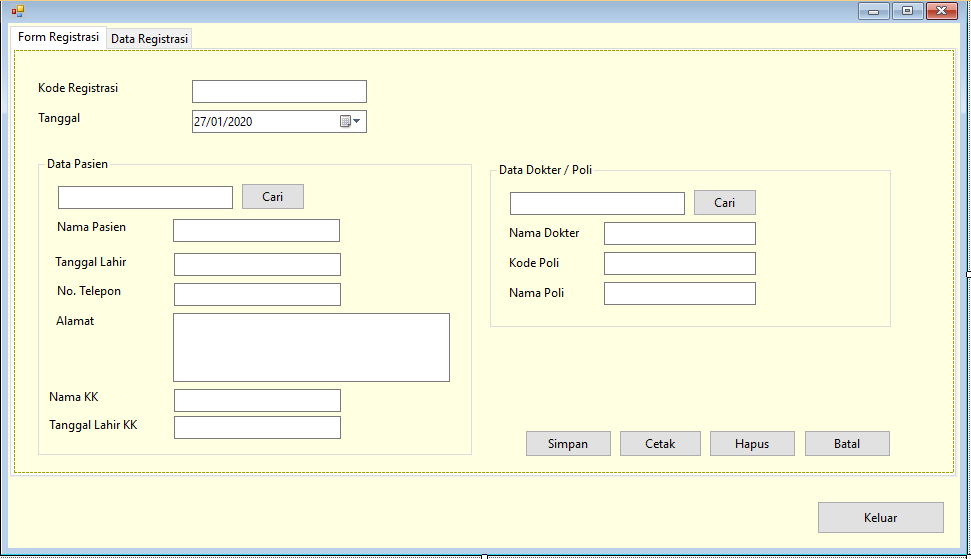 Form Registrasi
Data Registrasi
Kode Registrasi
Tanggal
27/01/2020
Data Pasien
Cari
Nama Pasien
Tanggal Lahir
No. Telepon
Alamat
Nama KK
Tanggal Lahir KK
Data Dokter / Poli
Cari
Nama Dokter
Kode Poli
Nama Poli
Simpan
Cetak
Hapus
Batal
Keluar